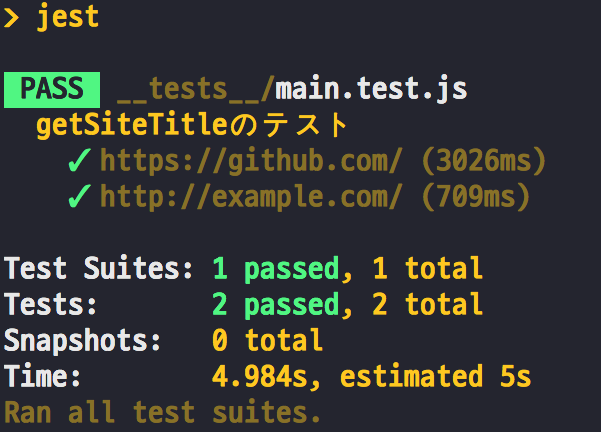 ❯ jest
PASS __tests__/main.test.js
getSiteTitleのテスト
✓ https://github.com/ (3026ms)
✓ http://example.com/ (709ms)
Test Suites: 1 passed, 1 total
Tests: 2 passed, 2 total
Snapshots: 0 total
Time: 4.984s, estimated 5s
Ran all test suites.